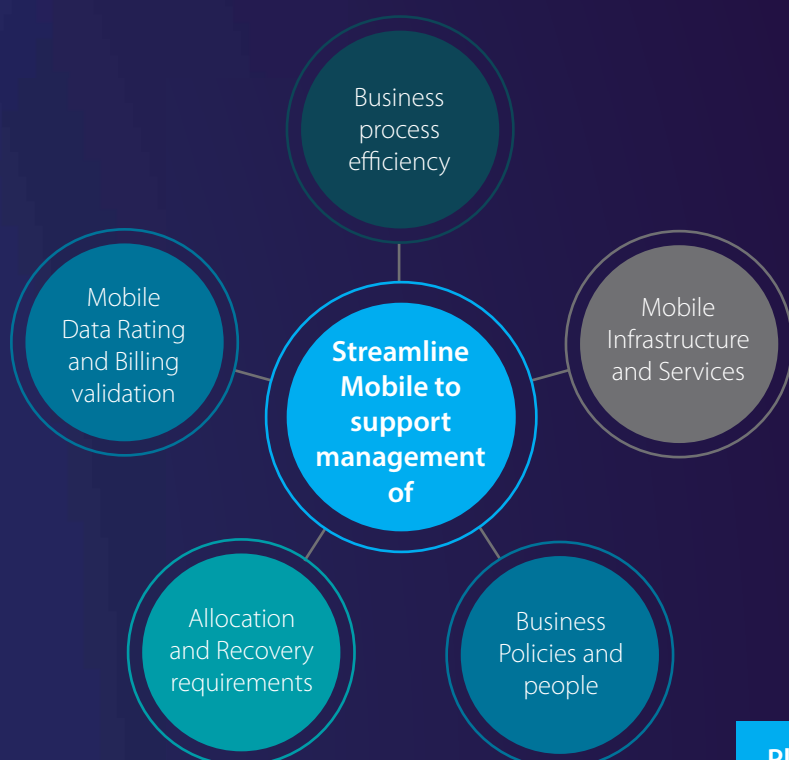 Business
process
efficiency
Mobile
Data Rating
and Billing
validation
Streamline
Mobile to
support
management
of
Mobile
Infrastructure
and Services
Allocation
and Recovery
requirements
Business
Policies and
people